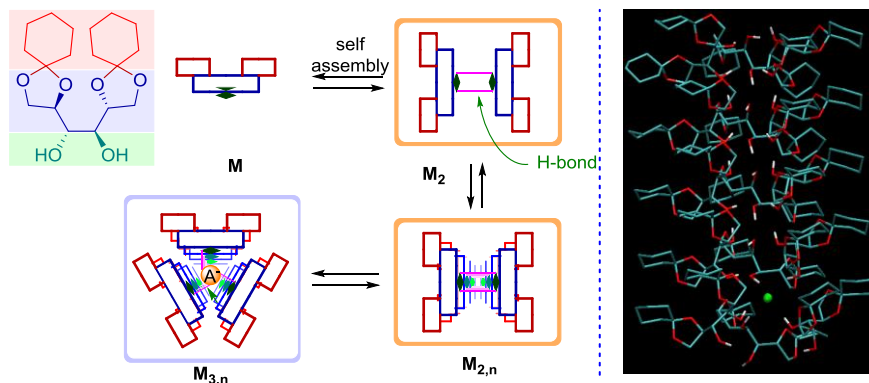 O O O O
HO OH
M
self
assembly
M2
H-bond
A-
M3,n
M2,n